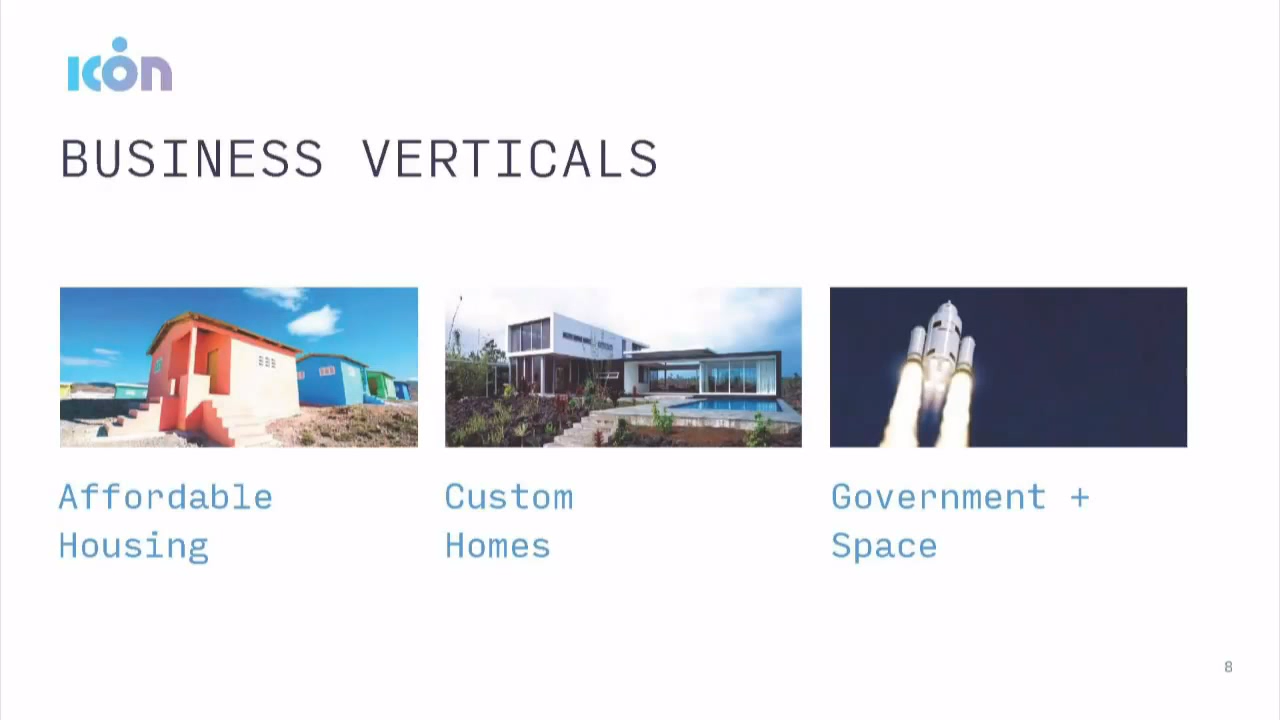 ICON
BUSINESS VERTICALS
Affordable
Housing
Custom
Homes
Government +
Space
8